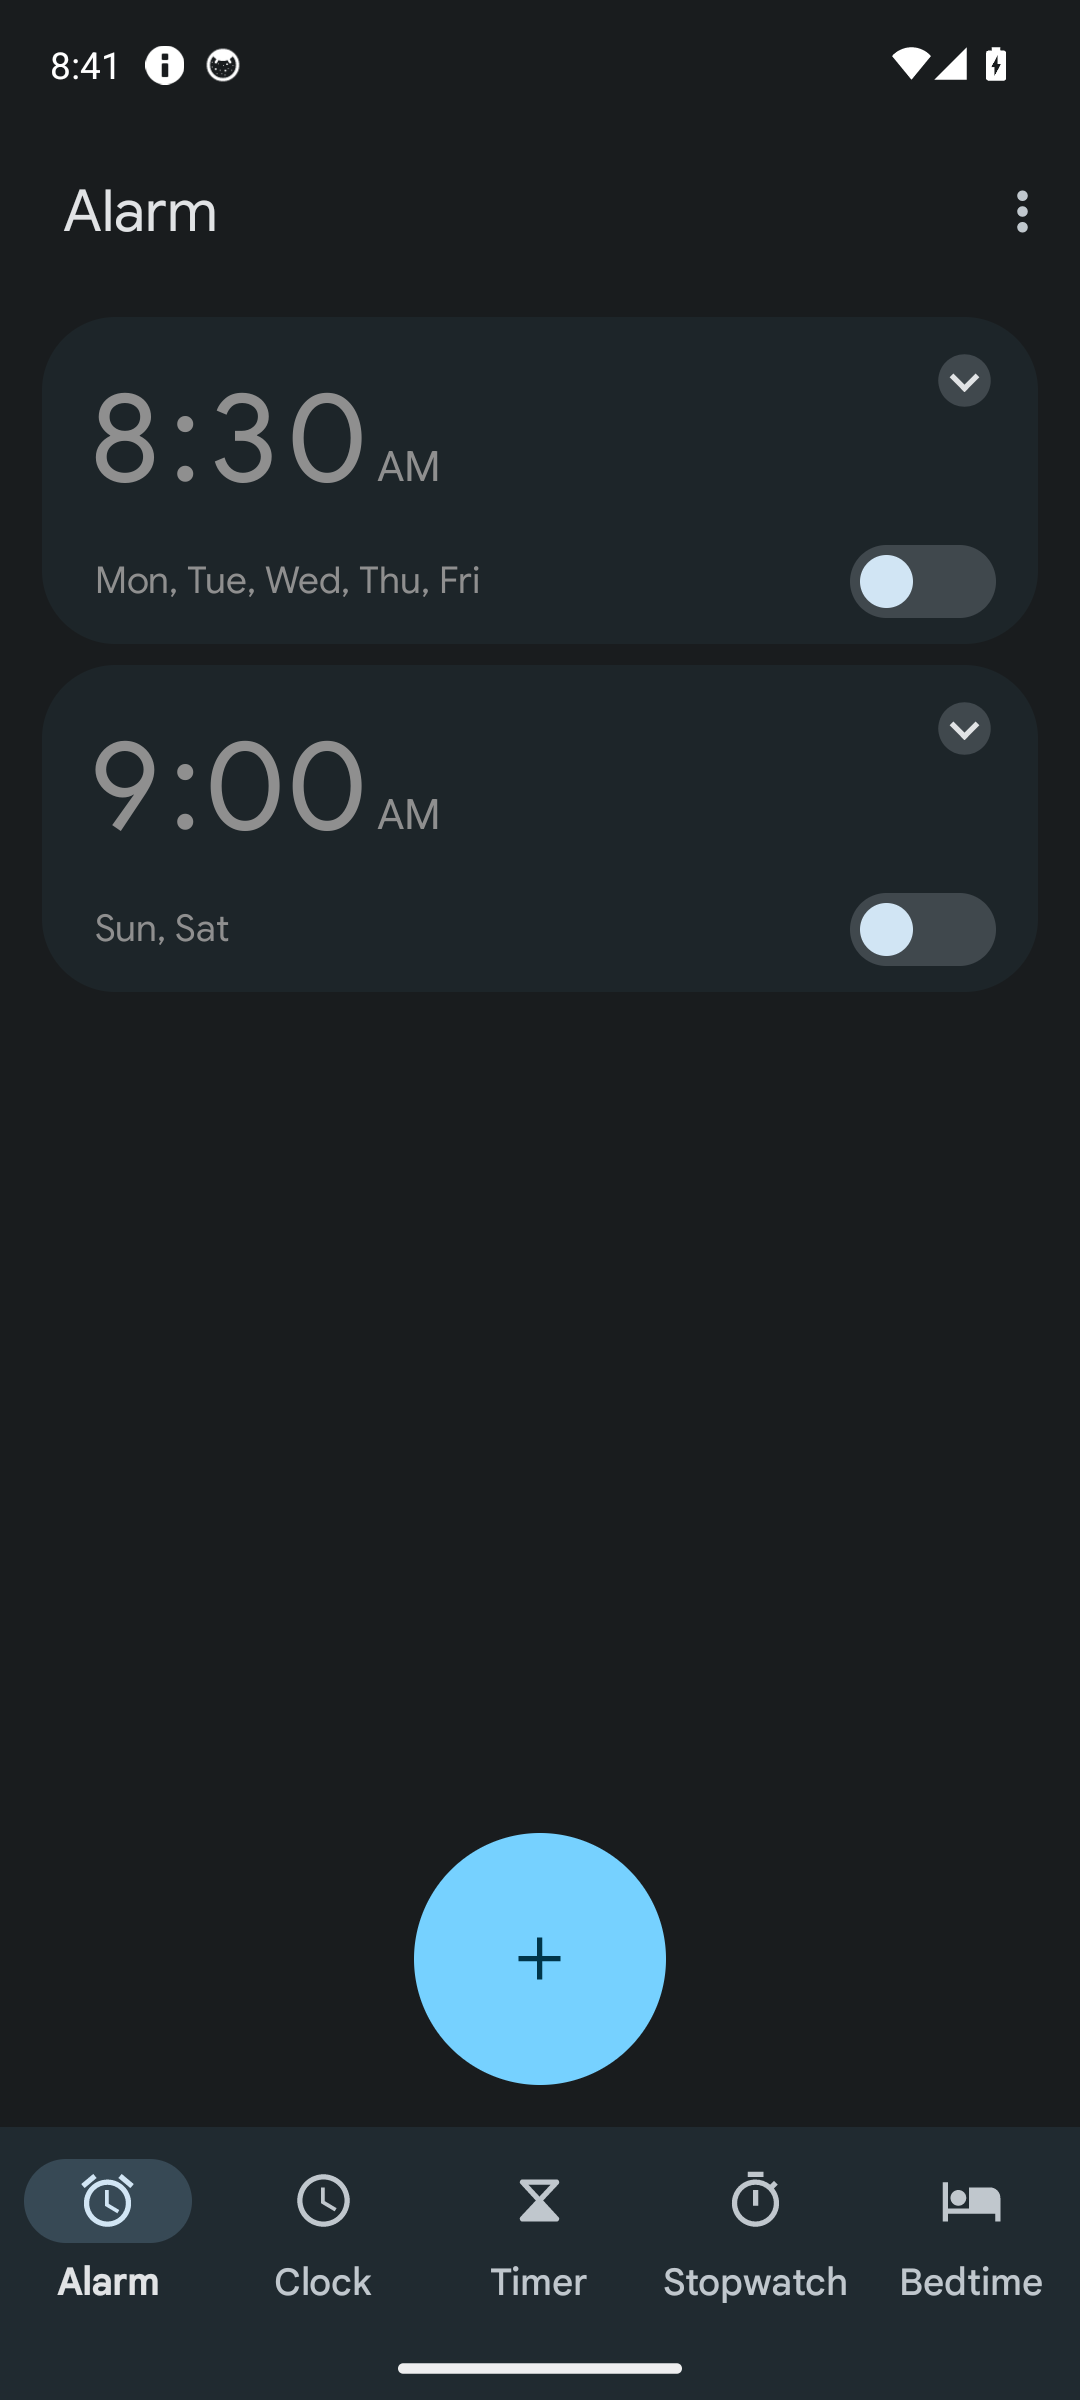 8:41
Alarm
8:30 AM
Mon, Tue, Wed, Thu, Fri
9:00 AM
Sun, Sat
Alarm
Clock
Timer
Stopwatch
Bedtime